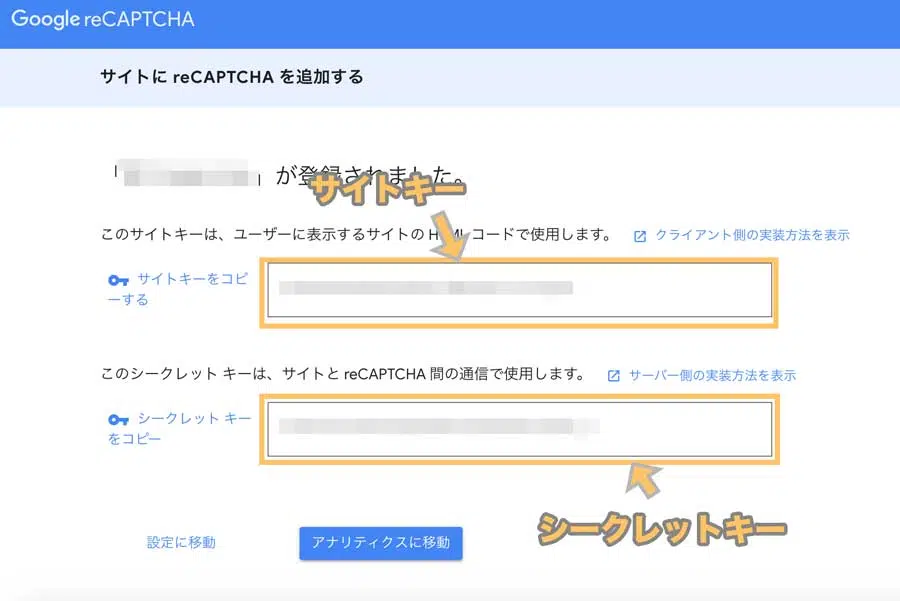 Google reCAPTCHA
サイトに reCAPTCHA を追加する
「 」が登録されました。
サイトキー
このサイトキーは、ユーザーに表示するサイトの HTML コードで使用します。
クライアント側の実装方法を表示
サイトキーをコピ
ーする
このシークレット キーは、サイトと reCAPTCHA 間の通信で使用します。
サーバー側の実装方法を表示
シークレット キー
をコピー
シークレットキー
設定に移動
アナリティクスに移動